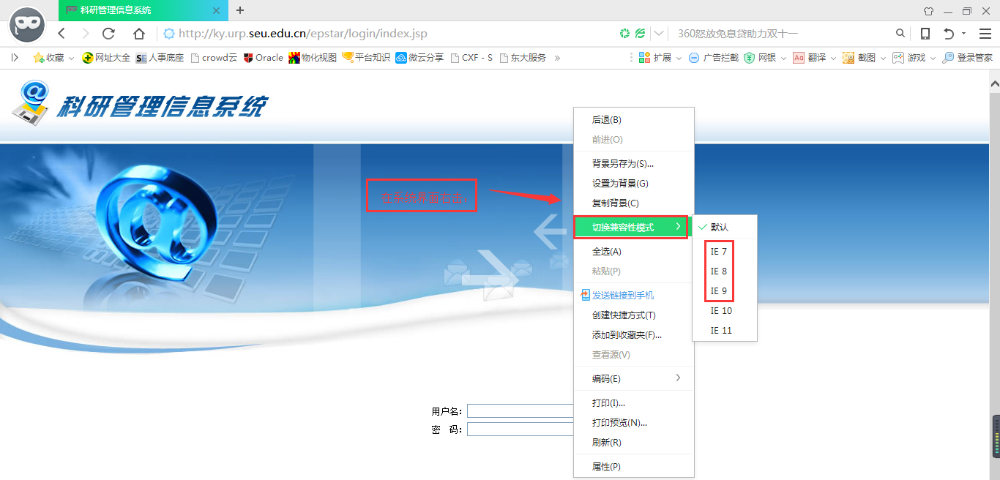 科研管理信息系统
http://ky.urp.seu.edu.cn/epstar/login/index.jsp
360怒放免息贷助力双十一
收藏 网址大全 SE 人事底座 crowd云 Oracle 物化视图 平台知识 微云分享 CXF - S 东大服务 » 扩展 广告拦截 网银 Aα 翻译 截图 游戏 登录管家
科研管理信息系统
后退(B)
前进(O)
背景另存为(S)...
设置为背景(G)
复制背景(C)
切换兼容性模式
默认
全选(A)
IE 7
粘贴(P)
IE 8
发送链接到手机
IE 9
创建快捷方式(T)
IE 10
添加到收藏夹(F)...
IE 11
查看源(V)
编码(E)
打印(I)...
用户名:
打印预览(N)...
密 码:
刷新(R)
属性(P)